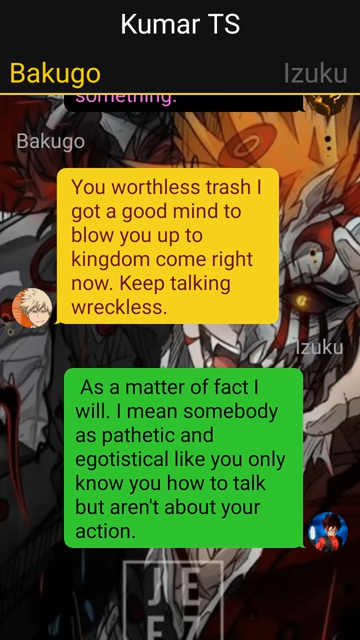 Kumar TS
Bakugo
Izuku
something.
Bakugo
You worthless trash I
got a good mind to
blow you up to
kingdom come right
now. Keep talking
wreckless.
Izuku
As a matter of fact I
will. I mean somebody
as pathetic and
egotistical like you only
know you how to talk
but aren't about your
action.
JE